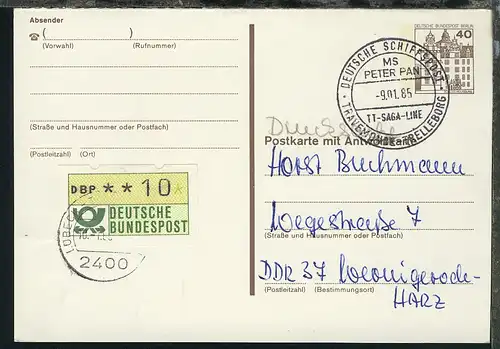 Absender
☎ ( )
(Vorwahl) (Rufnummer)
(Straße und Hausnummer oder Postfach)
(Postleitzahl) (Ort)
DBP **10
DEUTSCHE
BUNDESPOST
2400
DEUTSCHE BUNDESPOST BERLIN
40
DEUTSCHE SCHIFFSPOST
MS
PETER PAN
-9.01.85
TT-SAGA-LINE
TRAVEMÜNDE-TRELLEBORG
Drucksache
Postkarte mit Antwortkarte
Horst Buchmann
(Straße und Hausnummer oder Postfach)
DDR 37 Wernigerode-
(Postleitzahl) (Bestimmungsort)
HARZ